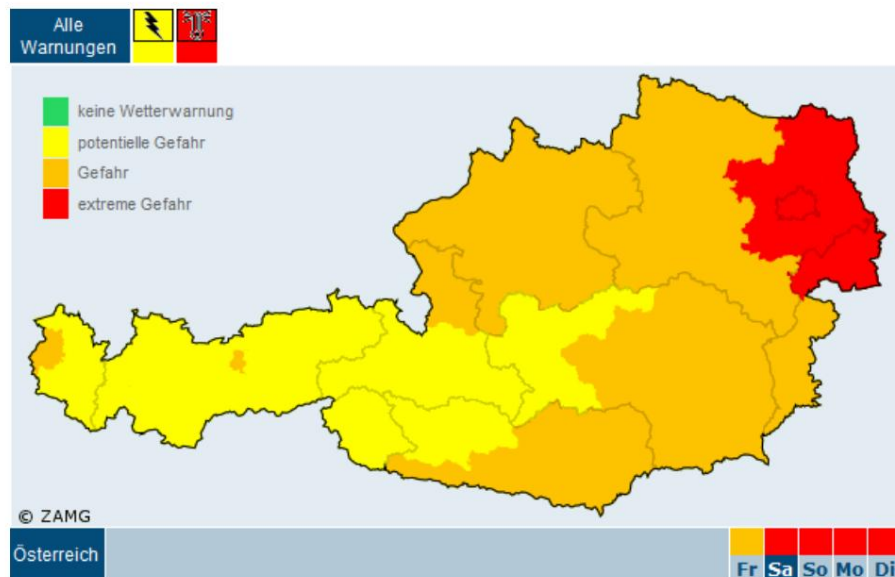 Alle
Warnungen
keine Wetterwarnung
potentielle Gefahr
Gefahr
extreme Gefahr
© ZAMG
Österreich
Fr Sa So Mo Di